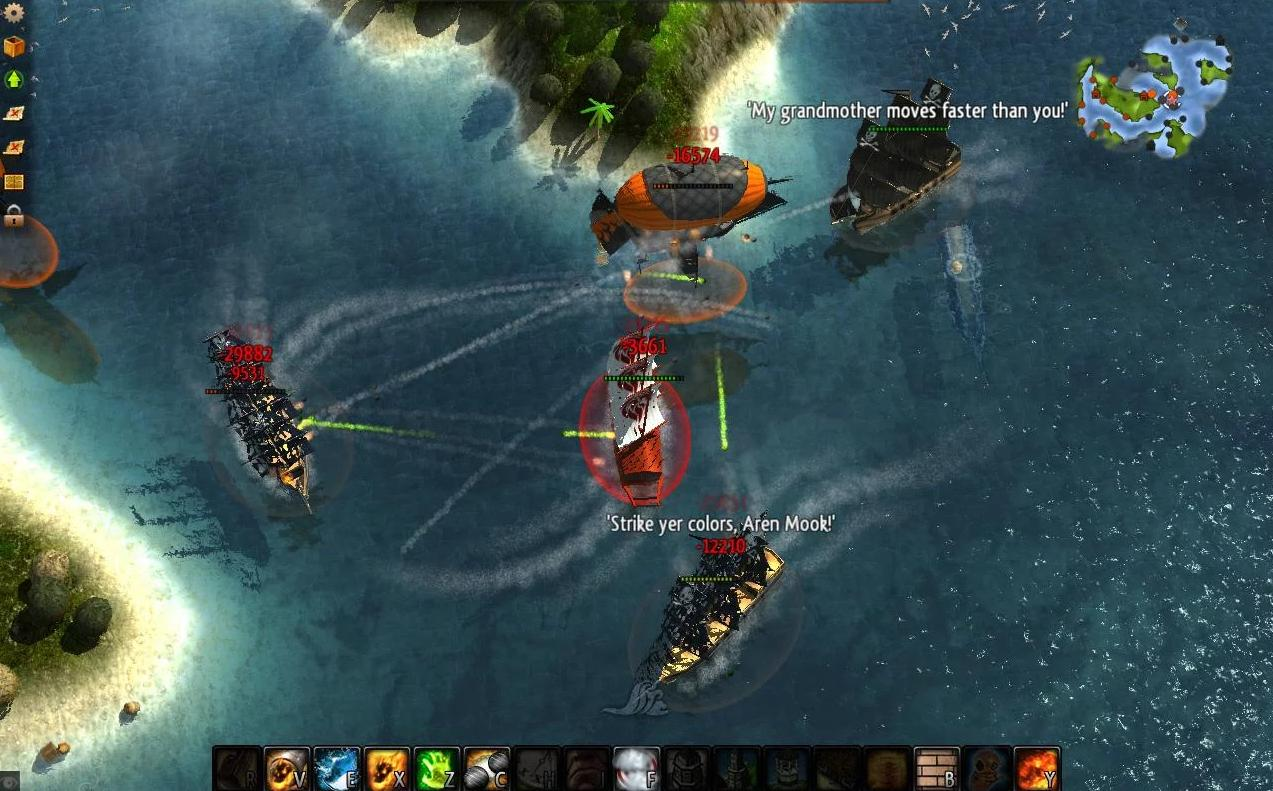 'My grandmother moves faster than you!'
-16574
-29882
-9531
-3661
'Strike yer colors, Aren Mook!'
-12210
R
V
E
X
Z
C
H
I
F
B
Y